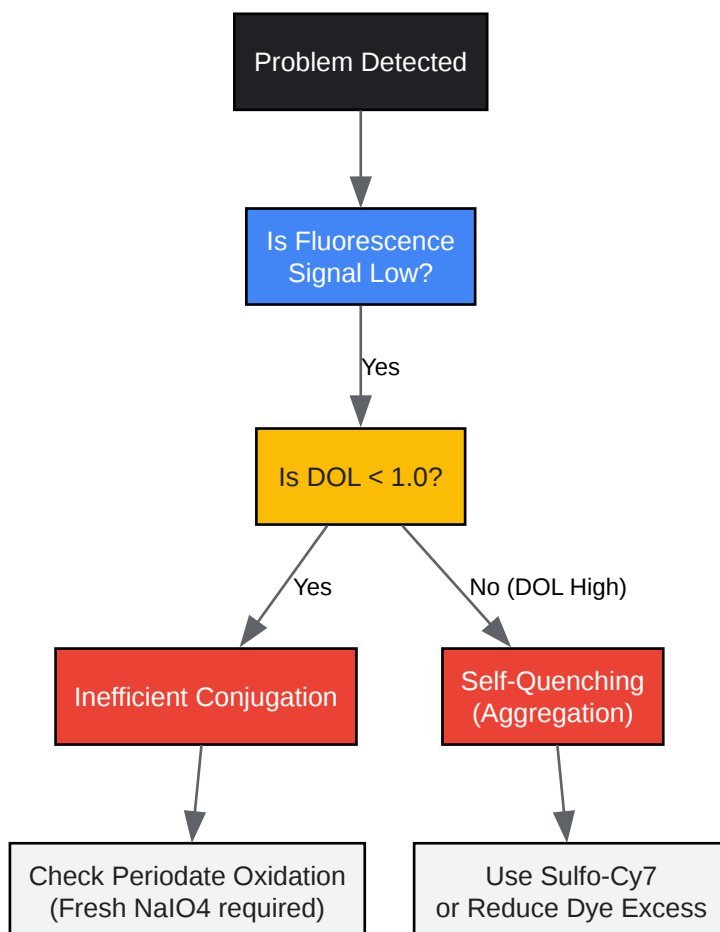 Problem Detected
Is Fluorescence
Signal Low?
Yes
Is DOL < 1.0?
Yes
No (DOL High)
Inefficient Conjugation
Self-Quenching
(Aggregation)
Check Periodate Oxidation
(Fresh NaIO4 required)
Use Sulfo-Cy7
or Reduce Dye Excess